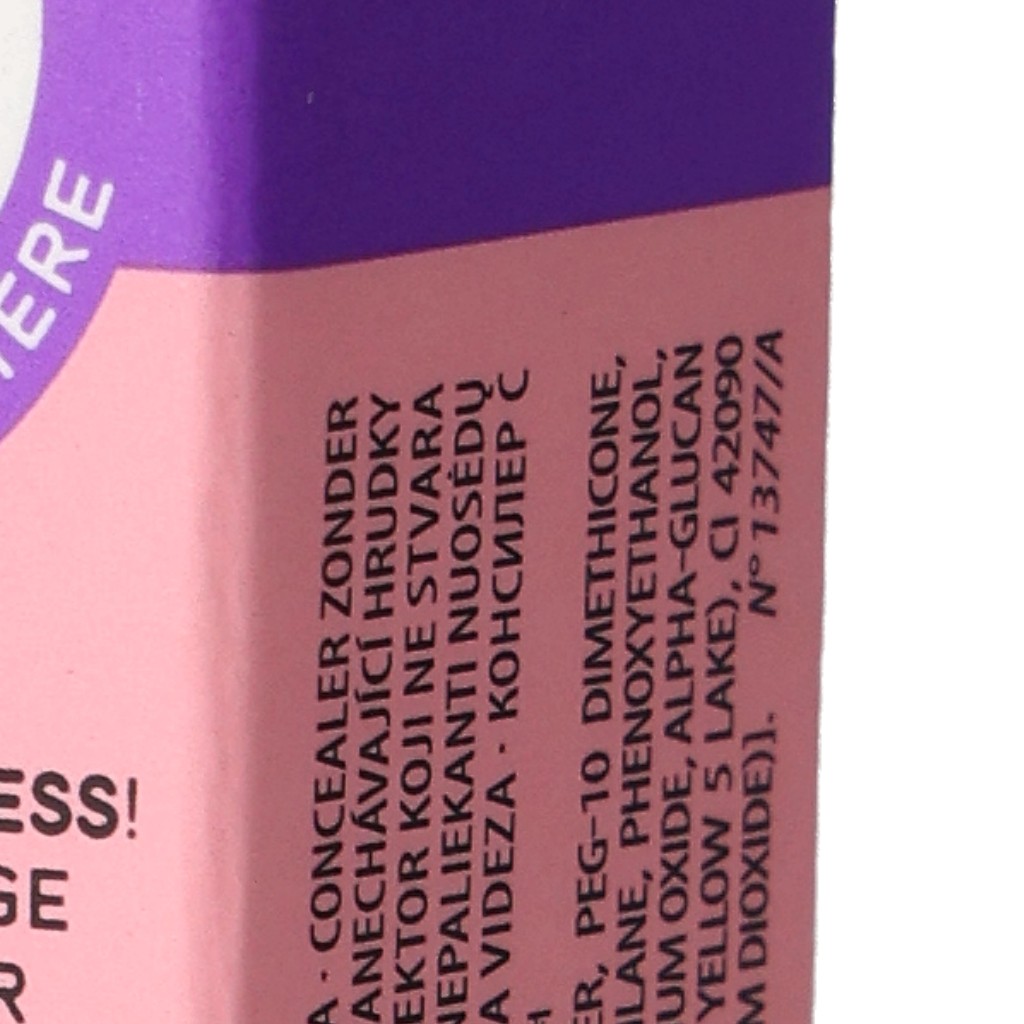 ERE
ESS!
GE
R
A · CONCEALER ZONDER
ANECHÁVAJÍCÍ HRUDKY
EKTOR KOJI NE STVARA
NEPALIEKANTI NUOSĖDŲ
A VIDEZA · КОНСИЛЕР С
Н
ER, PEG-10 DIMETHICONE,
ILANE, PHENOXYETHANOL,
UM OXIDE, ALPHA-GLUCAN
YELLOW 5 LAKE), CI 42090
M DIOXIDE)]. N° 13747//A